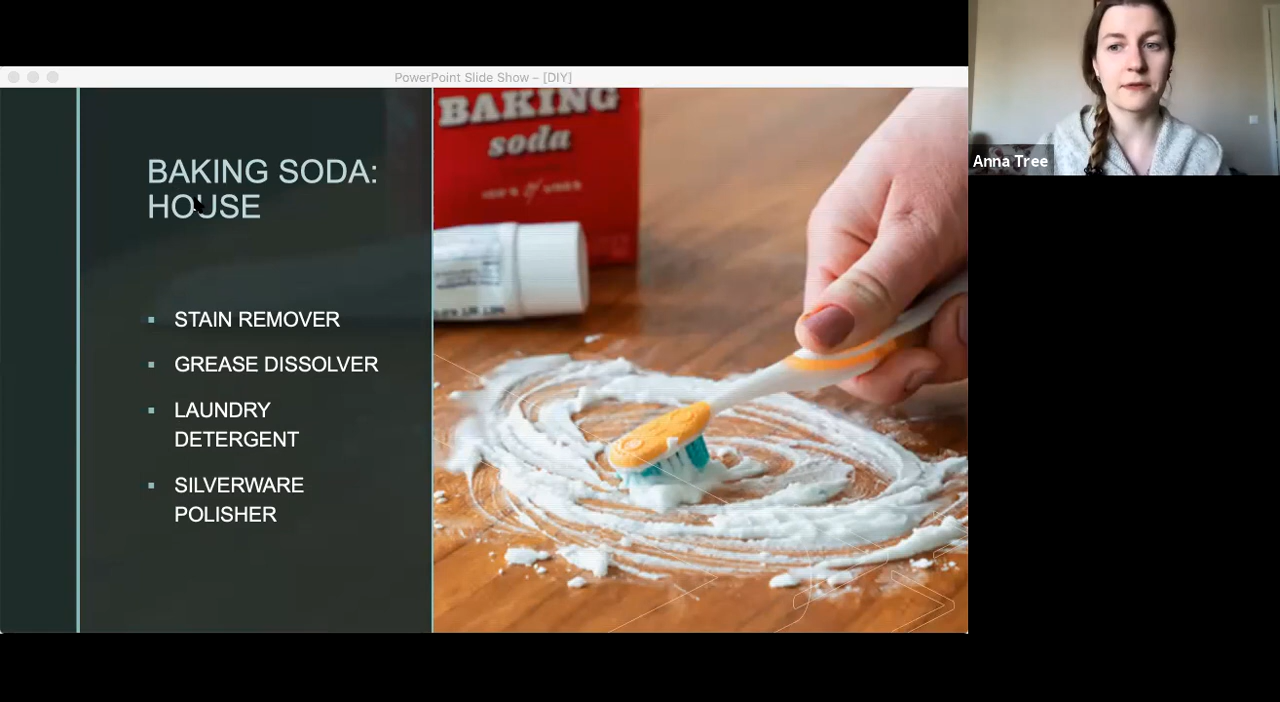 PowerPoint Slide Show – [DIY]
BAKING SODA:
HOUSE
STAIN REMOVER
GREASE DISSOLVER
LAUNDRY
DETERGENT
SILVERWARE
POLISHER
BAKING
soda
Anna Tree